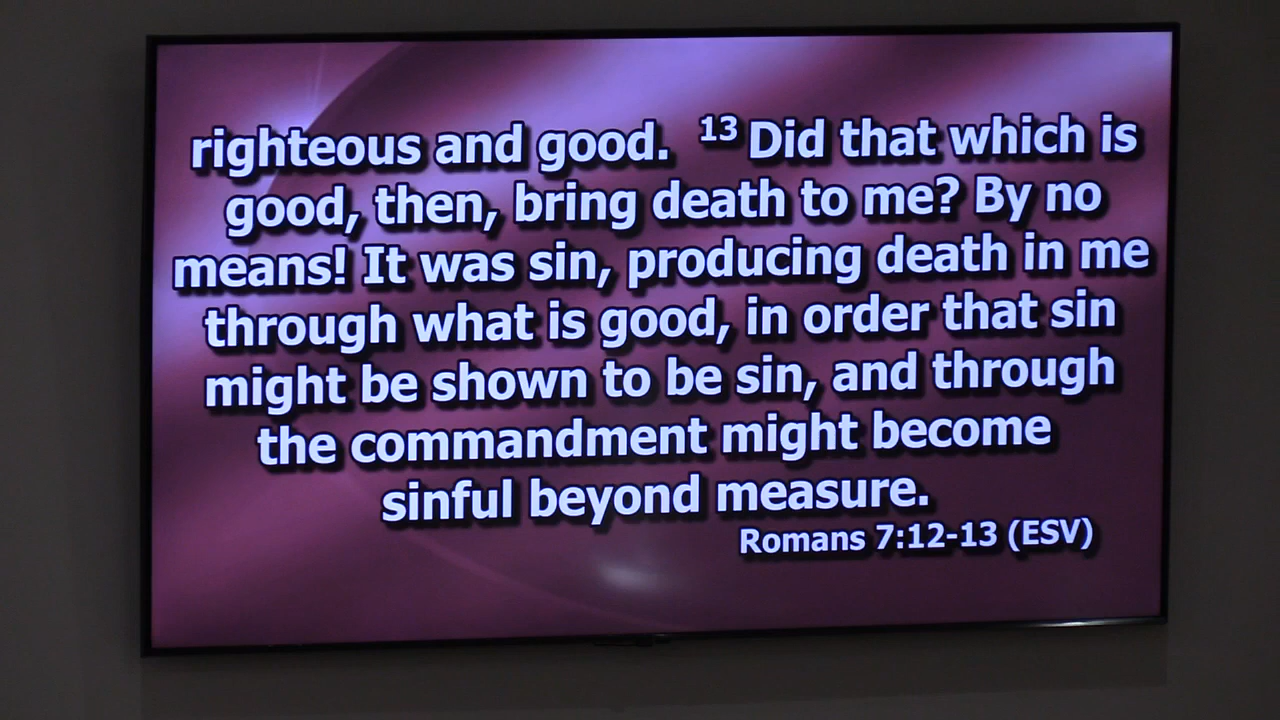 righteous and good. 13 Did that which is
good, then, bring death to me? By no
means! It was sin, producing death in me
through what is good, in order that sin
might be shown to be sin, and through
the commandment might become
sinful beyond measure.
Romans 7:12-13 (ESV)